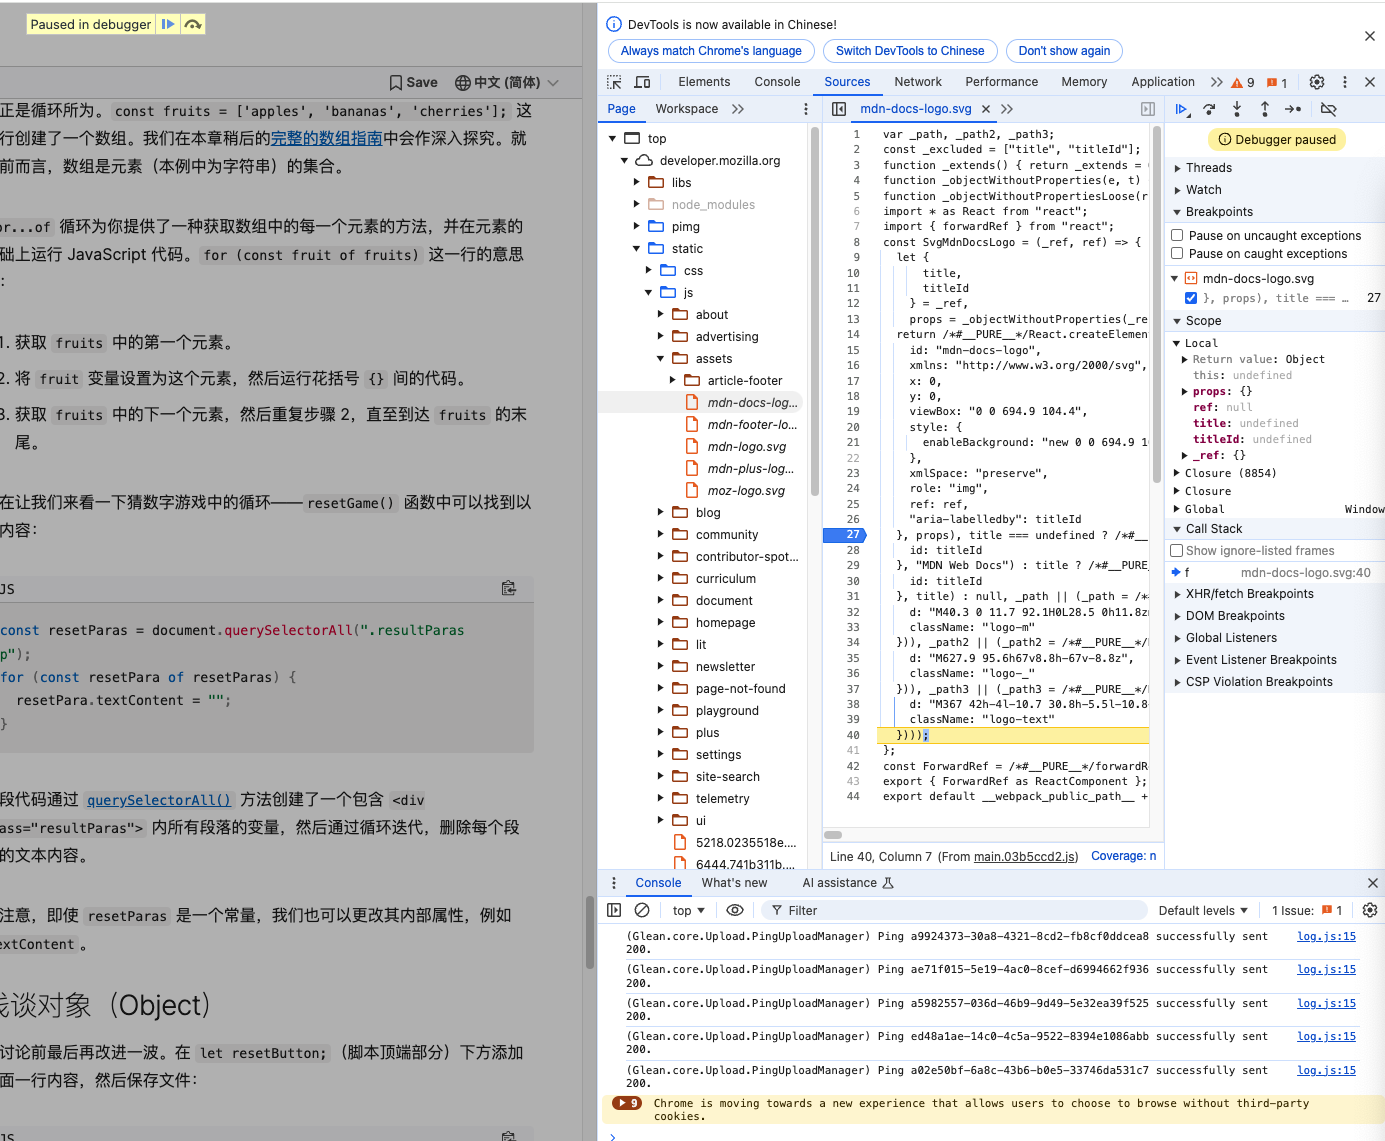 Paused in debugger
Save 中文 (简体)
正是循环所为。 const fruits = ['apples', 'bananas', 'cherries']; 这
行创建了一个数组。我们在本章稍后的完整的数组指南中会作深入探究。就
前而言，数组是元素（本例中为字符串）的集合。
or...of 循环为你提供了一种获取数组中的每一个元素的方法，并在元素的
础上运行 JavaScript 代码。 for (const fruit of fruits) 这一行的意思
：
1. 获取 fruits 中的第一个元素。
2. 将 fruit 变量设置为这个元素，然后运行花括号 {} 间的代码。
3. 获取 fruits 中的下一个元素，然后重复步骤 2，直至到达 fruits 的末
尾。
在让我们来看一下猜数字游戏中的循环——resetGame() 函数中可以找到以
内容：
JS
const resetParas = document.querySelectorAll(".resultParas
p");
for (const resetPara of resetParas) {
resetPara.textContent = "";
}
段代码通过 querySelectorAll() 方法创建了一个包含 <div
ass="resultParas"> 内所有段落的变量，然后通过循环迭代，删除每个段
的文本内容。
注意，即使 resetParas 是一个常量，我们也可以更改其内部属性，例如
extContent 。
浅谈对象（Object）
讨论前最后再改进一波。在 let resetButton; （脚本顶端部分）下方添加
面一行内容，然后保存文件：
JS
DevTools is now available in Chinese!
Always match Chrome's language Switch DevTools to Chinese Don't show again
Elements Console Sources Network Performance Memory Application 9 1
Page Workspace
top
developer.mozilla.org
libs
node_modules
pimg
static
css
js
about
advertising
assets
article-footer
mdn-docs-log...
mdn-footer-lo...
mdn-logo.svg
mdn-plus-log...
moz-logo.svg
blog
community
contributor-spot...
curriculum
document
homepage
lit
newsletter
page-not-found
playground
plus
settings
site-search
telemetry
ui
5218.0235518e....
6444.741b311b....
mdn-docs-logo.svg
1 var _path, _path2, _path3;
2 const _excluded = ["title", "titleId"];
3 function _extends() { return _extends =
4 function _objectWithoutProperties(e, t)
5 function _objectWithoutPropertiesLoose(r
6 import * as React from "react";
7 import { forwardRef } from "react";
8 const SvgMdnDocsLogo = (_ref, ref) => {
9 let {
10 title,
11 titleId
12 } = _ref,
13 props = _objectWithoutProperties(_re
14 return /*#__PURE__*/React.createElemen
15 id: "mdn-docs-logo",
16 xmlns: "http://www.w3.org/2000/svg",
17 x: 0,
18 y: 0,
19 viewBox: "0 0 694.9 104.4",
20 style: {
21 enableBackground: "new 0 0 694.9 1
22 },
23 xmlSpace: "preserve",
24 role: "img",
25 ref: ref,
26 "aria-labelledby": titleId
27 }, props), title === undefined ? /*#__
28 id: titleId
29 }, "MDN Web Docs") : title ? /*#__PURE_
30 id: titleId
31 }, title) : null, _path || (_path = /*
32 d: "M40.3 0 11.7 92.1H0L28.5 0h11.8z
33 className: "logo-m"
34 })), _path2 || (_path2 = /*#__PURE__*/
35 d: "M627.9 95.6h67v8.8h-67v-8.8z",
36 className: "logo-_"
37 })), _path3 || (_path3 = /*#__PURE__*/
38 d: "M367 42h-4l-10.7 30.8h-5.5l-10.8
39 className: "logo-text"
40 })));
41 };
42 const ForwardRef = /*#__PURE__*/forwardR
43 export { ForwardRef as ReactComponent };
44 export default __webpack_public_path__ +
Line 40, Column 7 (From main.03b5ccd2.js) Coverage: n
Debugger paused
Threads
Watch
Breakpoints
Pause on uncaught exceptions
Pause on caught exceptions
mdn-docs-logo.svg
}, props), title === … 27
Scope
Local
Return value: Object
this: undefined
props: {}
ref: null
title: undefined
titleId: undefined
_ref: {}
Closure (8854)
Closure
Global Window
Call Stack
Show ignore-listed frames
f mdn-docs-logo.svg:40
XHR/fetch Breakpoints
DOM Breakpoints
Global Listeners
Event Listener Breakpoints
CSP Violation Breakpoints
Console What's new AI assistance
top Filter Default levels 1 Issue: 1
(Glean.core.Upload.PingUploadManager) Ping a9924373-30a8-4321-8cd2-fb8cf0ddcea8 successfully sent log.js:15
200.
(Glean.core.Upload.PingUploadManager) Ping ae71f015-5e19-4ac0-8cef-d6994662f936 successfully sent log.js:15
200.
(Glean.core.Upload.PingUploadManager) Ping a5982557-036d-46b9-9d49-5e32ea39f525 successfully sent log.js:15
200.
(Glean.core.Upload.PingUploadManager) Ping ed48a1ae-14c0-4c5a-9522-8394e1086abb successfully sent log.js:15
200.
(Glean.core.Upload.PingUploadManager) Ping a02e50bf-6a8c-43b6-b0e5-33746da531c7 successfully sent log.js:15
200.
9 Chrome is moving towards a new experience that allows users to choose to browse without third-party
cookies.